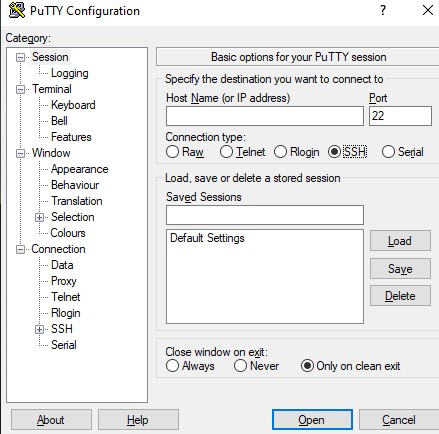 PuTTY Configuration ? X
Category:
Session
Logging
Terminal
Keyboard
Bell
Features
Window
Appearance
Behaviour
Translation
Selection
Colours
Connection
Data
Proxy
Telnet
Rlogin
SSH
Serial
Basic options for your PuTTY session
Specify the destination you want to connect to
Host Name (or IP address) Port
22
Connection type:
Raw Telnet Rlogin SSH Serial
Load, save or delete a stored session
Saved Sessions
Default Settings
Load
Save
Delete
Close window on exit:
Always Never Only on clean exit
About Help Open Cancel